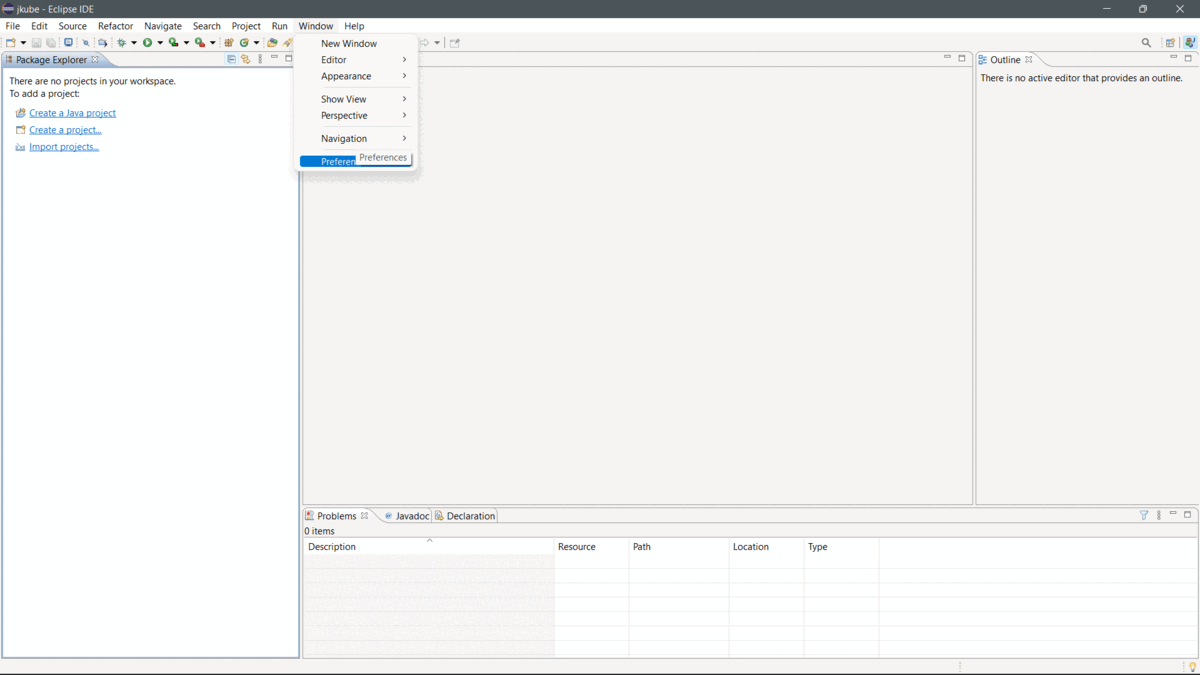 jkube - Eclipse IDE
File Edit Source Refactor Navigate Search Project Run Window Help
Package Explorer
There are no projects in your workspace.
To add a project:
Create a Java project
Create a project...
Import projects...
New Window
Editor
Appearance
Show View
Perspective
Navigation
Preferen
Preferences
Outline
There is no active editor that provides an outline.
Problems Javadoc Declaration
0 items
Description Resource Path Location Type